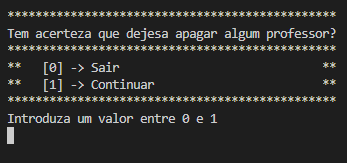 ************************************************
Tem acerteza que dejesa apagar algum professor?
************************************************
**   [0] -> Sair                              **
**   [1] -> Continuar                         **
************************************************
Introduza um valor entre 0 e 1